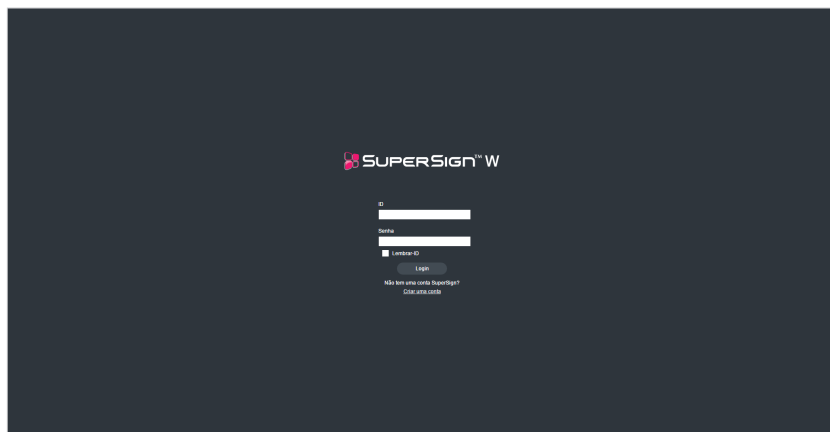 SUPERSIGN™ W
ID
Senha
Lembrar-ID
Login
Não tem uma conta SuperSign?
Criar uma conta